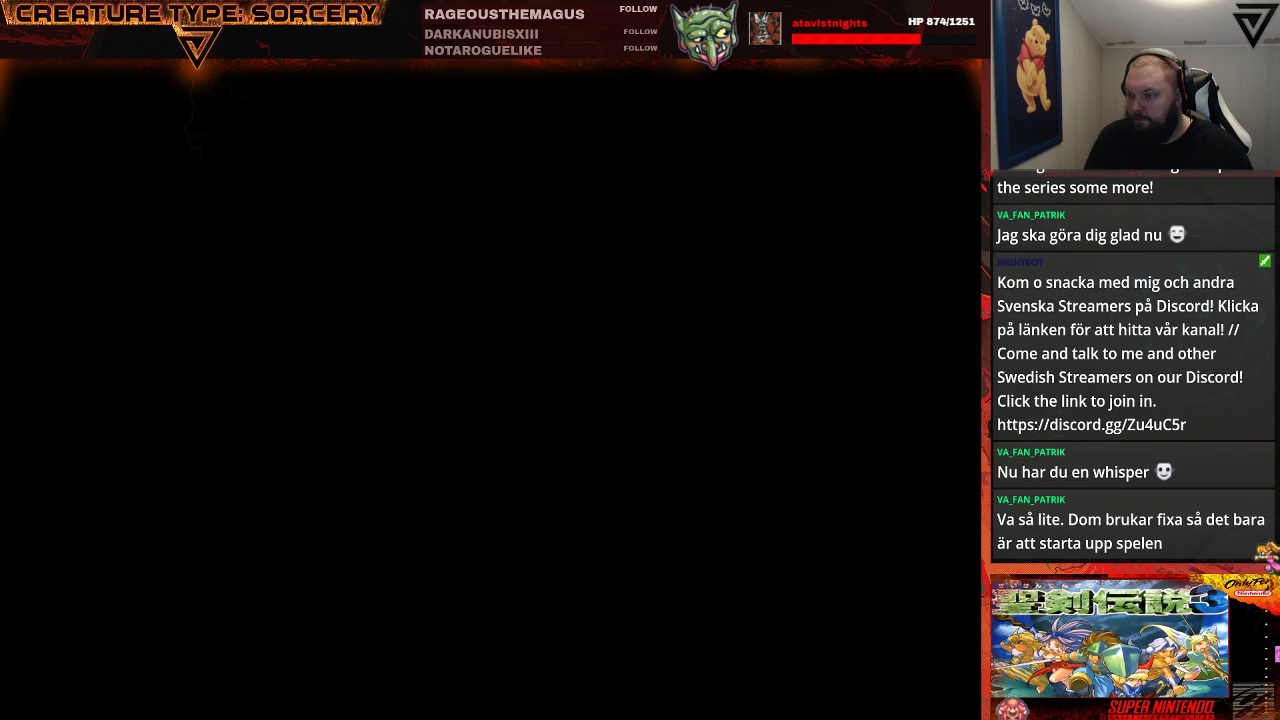 CREATURE TYPE: SORCERY
RAGEOUSTHEMAGUS FOLLOW
DARKANUBISXIII FOLLOW
NOTAROGUELIKE FOLLOW
atavistnights HP 874/1251
the series some more!
VA_FAN_PATRIK
Jag ska göra dig glad nu
NIGHTBOT
Kom o snacka med mig och andra
Svenska Streamers på Discord! Klicka
på länken för att hitta vår kanal! //
Come and talk to me and other
Swedish Streamers on our Discord!
Click the link to join in.
https://discord.gg/Zu4uC5r
VA_FAN_PATRIK
Nu har du en whisper
VA_FAN_PATRIK
Va så lite. Dom brukar fixa så det bara
är att starta upp spelen
Only For
Nintendo
聖剣伝説3
SUPER NINTENDO